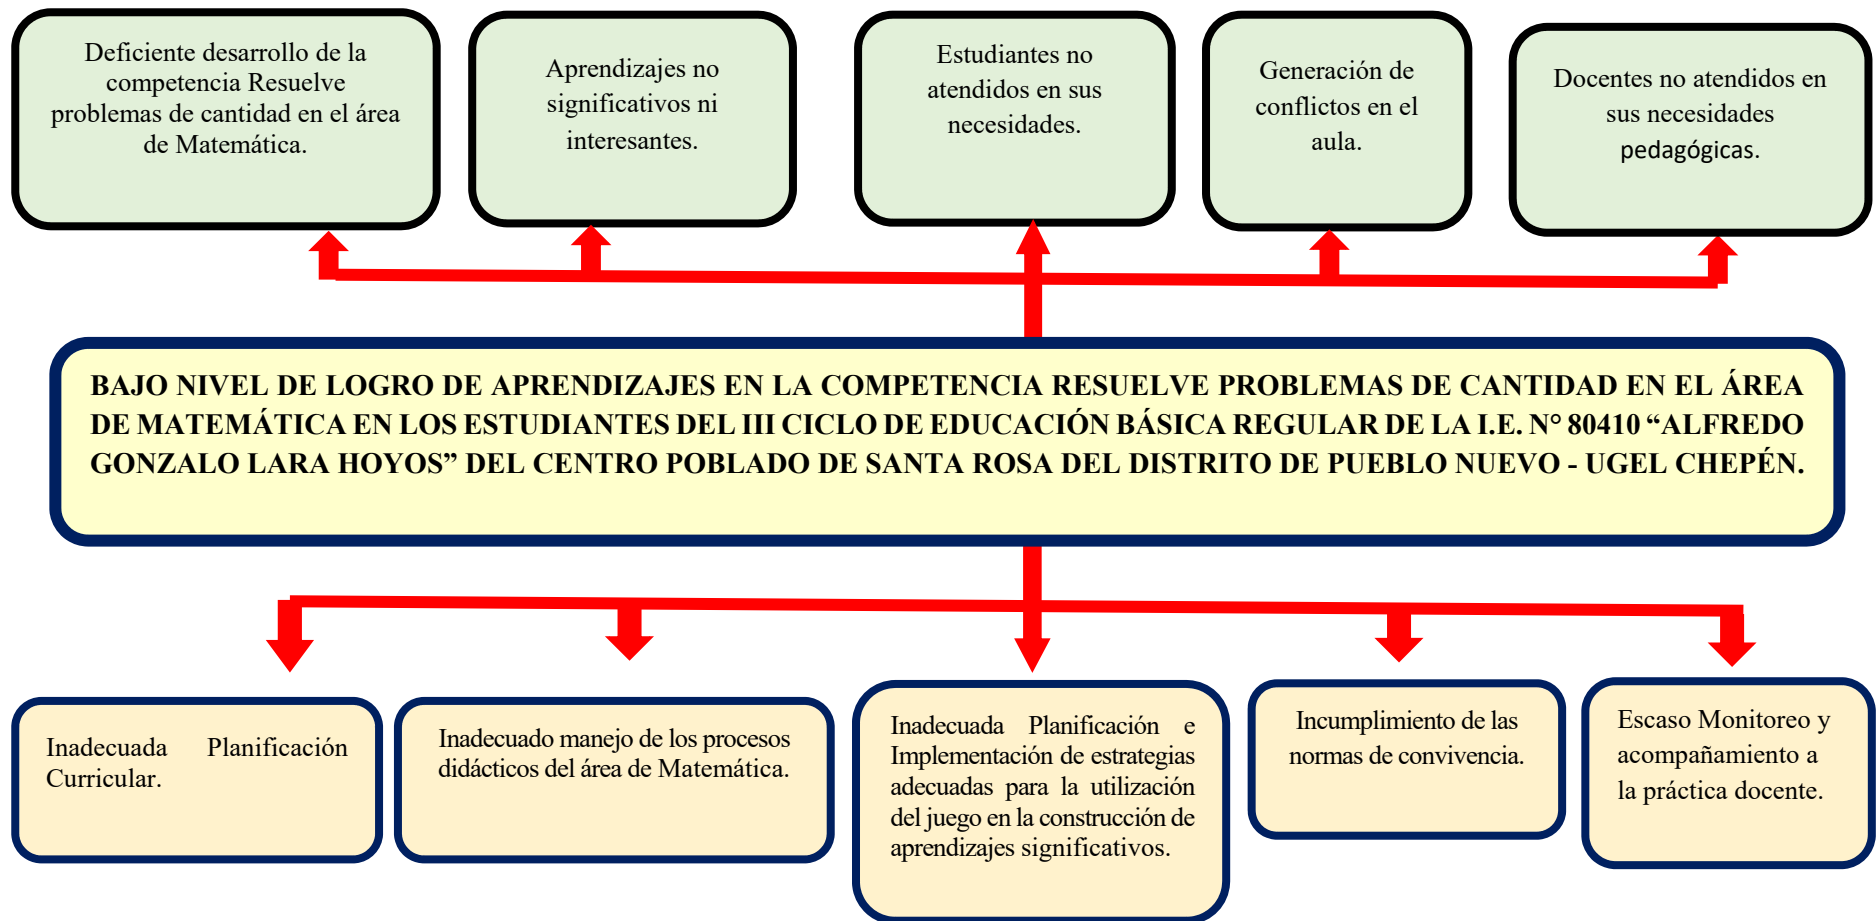 Deficiente desarrollo de la
competencia Resuelve
problemas de cantidad en el área
de Matemática.
Aprendizajes no
significativos ni
interesantes.
Estudiantes no
atendidos en sus
necesidades.
Generación de
conflictos en el
aula.
Docentes no atendidos en
sus necesidades
pedagógicas.
BAJO NIVEL DE LOGRO DE APRENDIZAJES EN LA COMPETENCIA RESUELVE PROBLEMAS DE CANTIDAD EN EL ÁREA
DE MATEMÁTICA EN LOS ESTUDIANTES DEL III CICLO DE EDUCACIÓN BÁSICA REGULAR DE LA I.E. N° 80410 “ALFREDO
GONZALO LARA HOYOS” DEL CENTRO POBLADO DE SANTA ROSA DEL DISTRITO DE PUEBLO NUEVO - UGEL CHEPÉN.
Inadecuada Planificación
Curricular.
Inadecuado manejo de los procesos
didácticos del área de Matemática.
Inadecuada Planificación e
Implementación de estrategias
adecuadas para la utilización
del juego en la construcción de
aprendizajes significativos.
Incumplimiento de las
normas de convivencia.
Escaso Monitoreo y
acompañamiento a
la práctica docente.